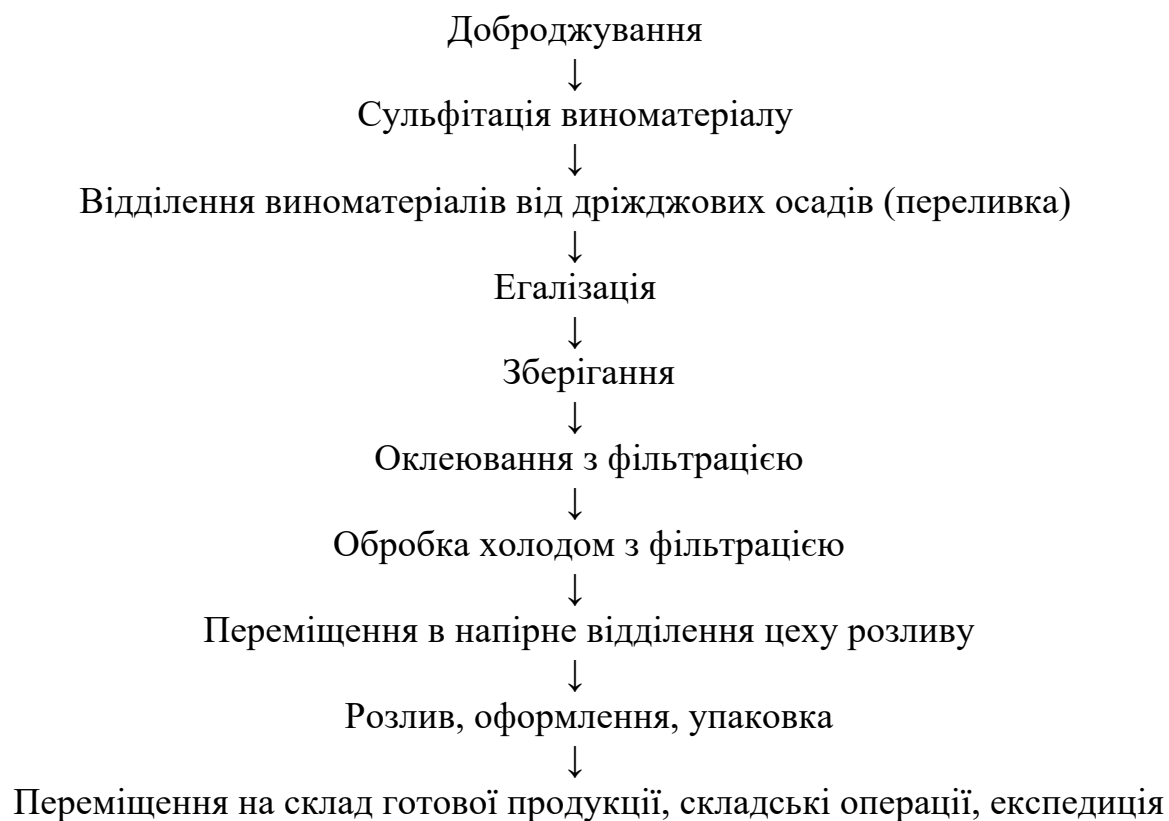 Доброджування
↓
Сульфітація виноматеріалу
↓
Відділення виноматеріалів від дріжджових осадів (переливка)
↓
Егалізація
↓
Зберігання
↓
Оклеювання з фільтрацією
↓
Обробка холодом з фільтрацією
↓
Переміщення в напірне відділення цеху розливу
↓
Розлив, оформлення, упаковка
↓
Переміщення на склад готової продукції, складські операції, експедиція